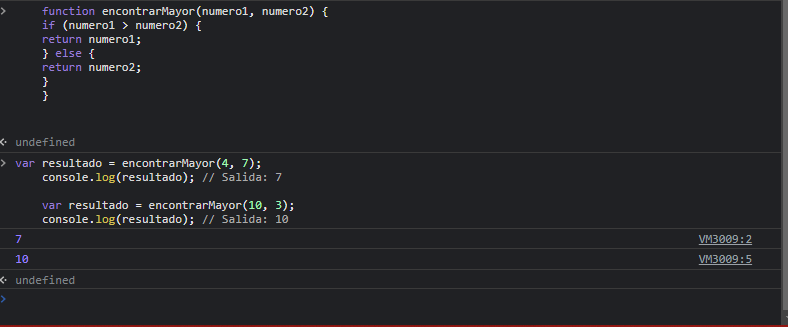 function encontrarMayor(numero1, numero2) {
if (numero1 > numero2) {
return numero1;
} else {
return numero2;
}
}
undefined
var resultado = encontrarMayor(4, 7);
console.log(resultado); // Salida: 7
var resultado = encontrarMayor(10, 3);
console.log(resultado); // Salida: 10
7 VM3009:2
10 VM3009:5
undefined